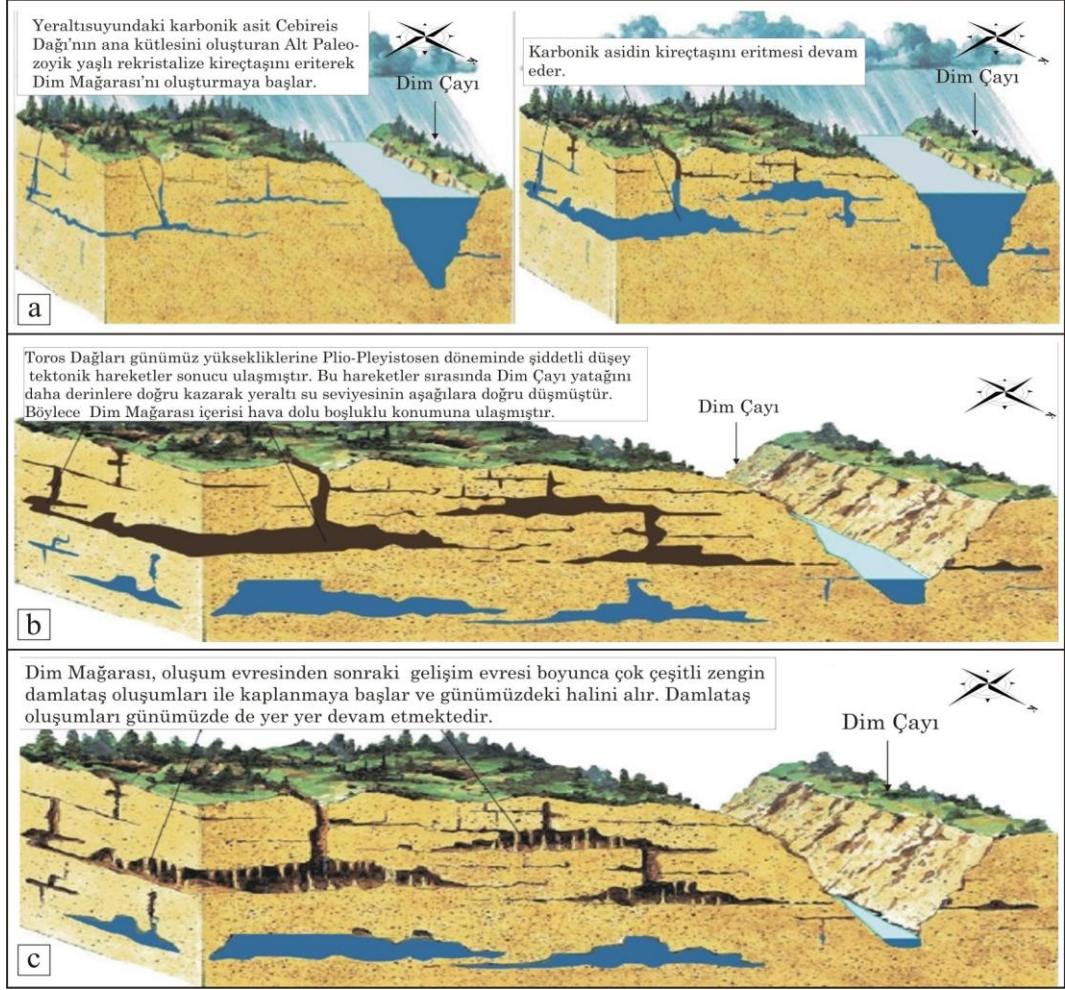 Yeraltısuyundaki karbonik asit Cebireis
Dağı'nın ana kütlesini oluşturan Alt Paleo-
zoyik yaşlı rekristalize kireçtaşını eriterek
Dim Mağarası'nı oluşturmaya başlar.
Dim Çayı
Karbonik asidin kireçtaşını eritmesi devam
eder.
Dim Çayı
a
Toros Dağları günümüz yüksekliklerine Plio-Pleyistosen döneminde şiddetli düşey
tektonik hareketler sonucu ulaşmıştır. Bu hareketler sırasında Dim Çayı yatağını
daha derinlere doğru kazarak yeraltı su seviyesinin aşağılara doğru düşmüştür.
Böylece Dim Mağarası içerisi hava dolu boşluklu konumuna ulaşmıştır.
Dim Çayı
b
Dim Mağarası, oluşum evresinden sonraki gelişim evresi boyunca çok çeşitli zengin
damlataş oluşumları ile kaplanmaya başlar ve günümüzdeki halini alır. Damlataş
oluşumları günümüzde de yer yer devam etmektedir.
Dim Çayı
c